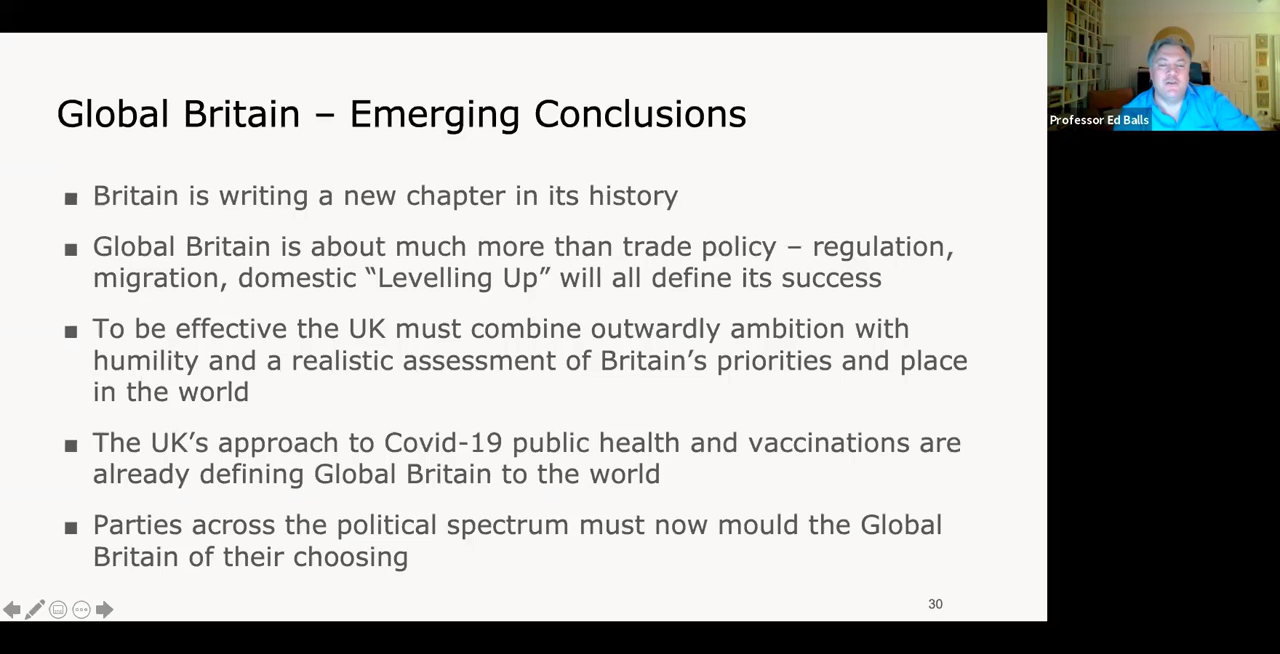 Global Britain – Emerging Conclusions
Professor Ed Balls
▪ Britain is writing a new chapter in its history
▪ Global Britain is about much more than trade policy – regulation,
migration, domestic “Levelling Up” will all define its success
▪ To be effective the UK must combine outwardly ambition with
humility and a realistic assessment of Britain’s priorities and place
in the world
▪ The UK’s approach to Covid-19 public health and vaccinations are
already defining Global Britain to the world
▪ Parties across the political spectrum must now mould the Global
Britain of their choosing
30